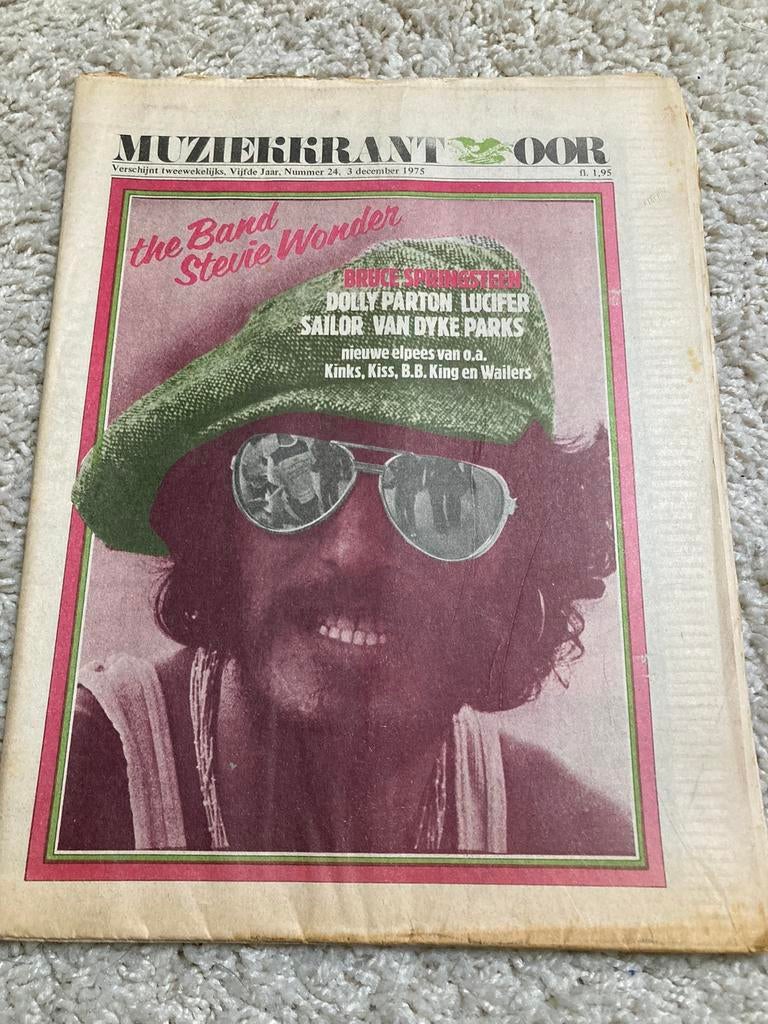 MUZIEKKRANT OOR
Verschijnt tweewekelijks, Vijfde Jaar, Nummer 24, 3 december 1975 fl. 1,95
the Band
Stevie Wonder
BRUCE SPRINGSTEEN
DOLLY PARTON LUCIFER
SAILOR VAN DYKE PARKS
nieuwe elpees van o.a.
Kinks, Kiss, B.B. King en Wailers